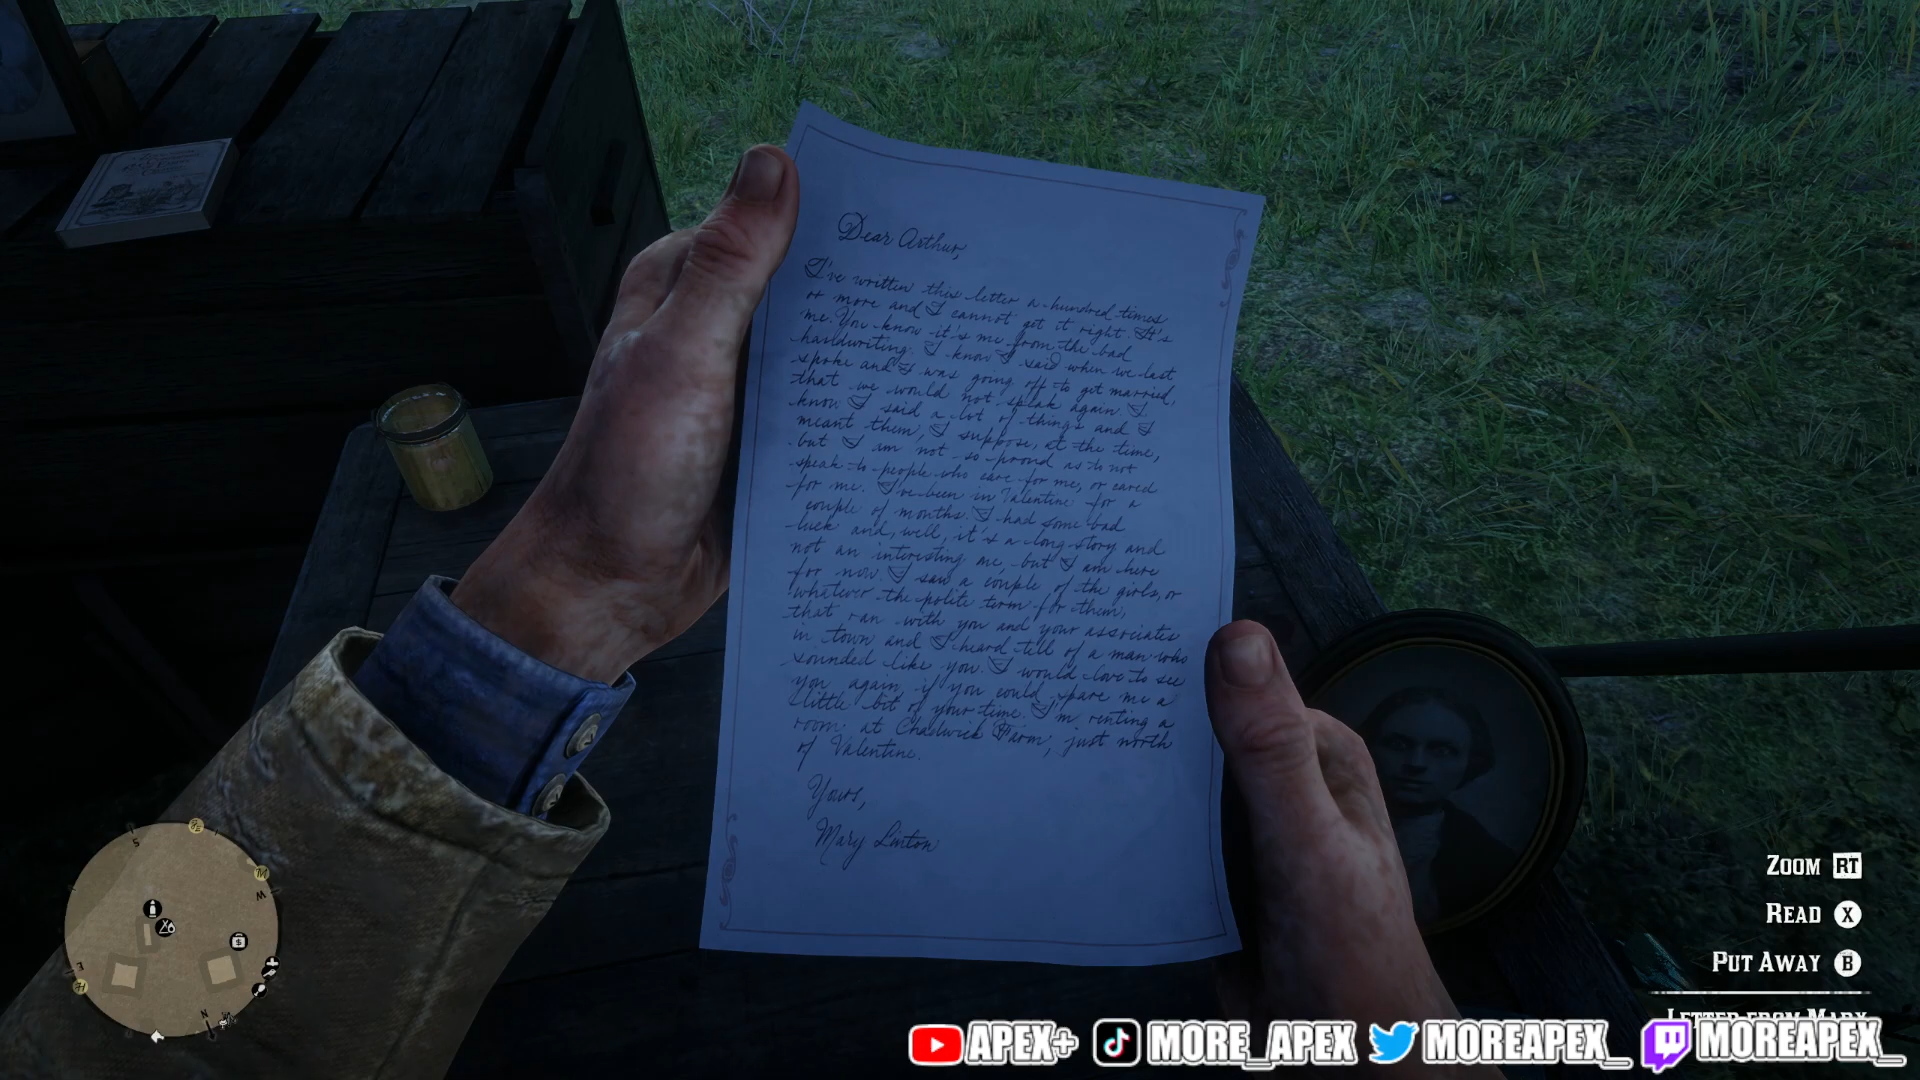 Dear Arthur,
I've written this letter a hundred times
or more and I cannot get it right. It's
me. You know it's me from the bad
handwriting. I know I said when we last
spoke and I was going off to get married,
that we would not speak again. I
know I said a lot of things and I
meant them, I suppose, at the time,
but I am not so proud as to not
speak to people who care for me, or cared
for me. I've been in Valentine for a
couple of months. I had some bad
luck and, well, it's a long story and
not an interesting one, but I am here
for now. I saw a couple of the girls, or
whatever the polite term for them,
that ran with you and your associates
in town and I heard tell of a man who
sounded like you. I would love to see
you again if you could spare me a
little bit of your time. I'm renting a
room at Chadwick Farm, just north
of Valentine.
Yours,
Mary Linton
S
E
W
N
ZOOM RT
READ X
PUT AWAY B
LETTER FROM MARY
APEX+ MORE_APEX MOREAPEX_ MOREAPEX_